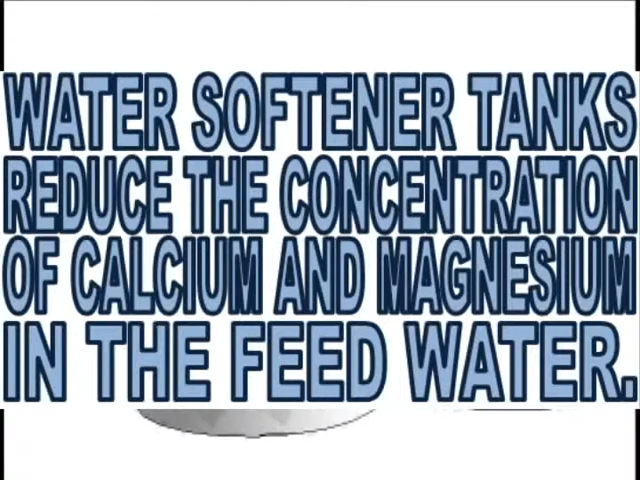 WATER SOFTENER TANKS
REDUCE THE CONCENTRATION
OF CALCIUM AND MAGNESIUM
IN THE FEED WATER.